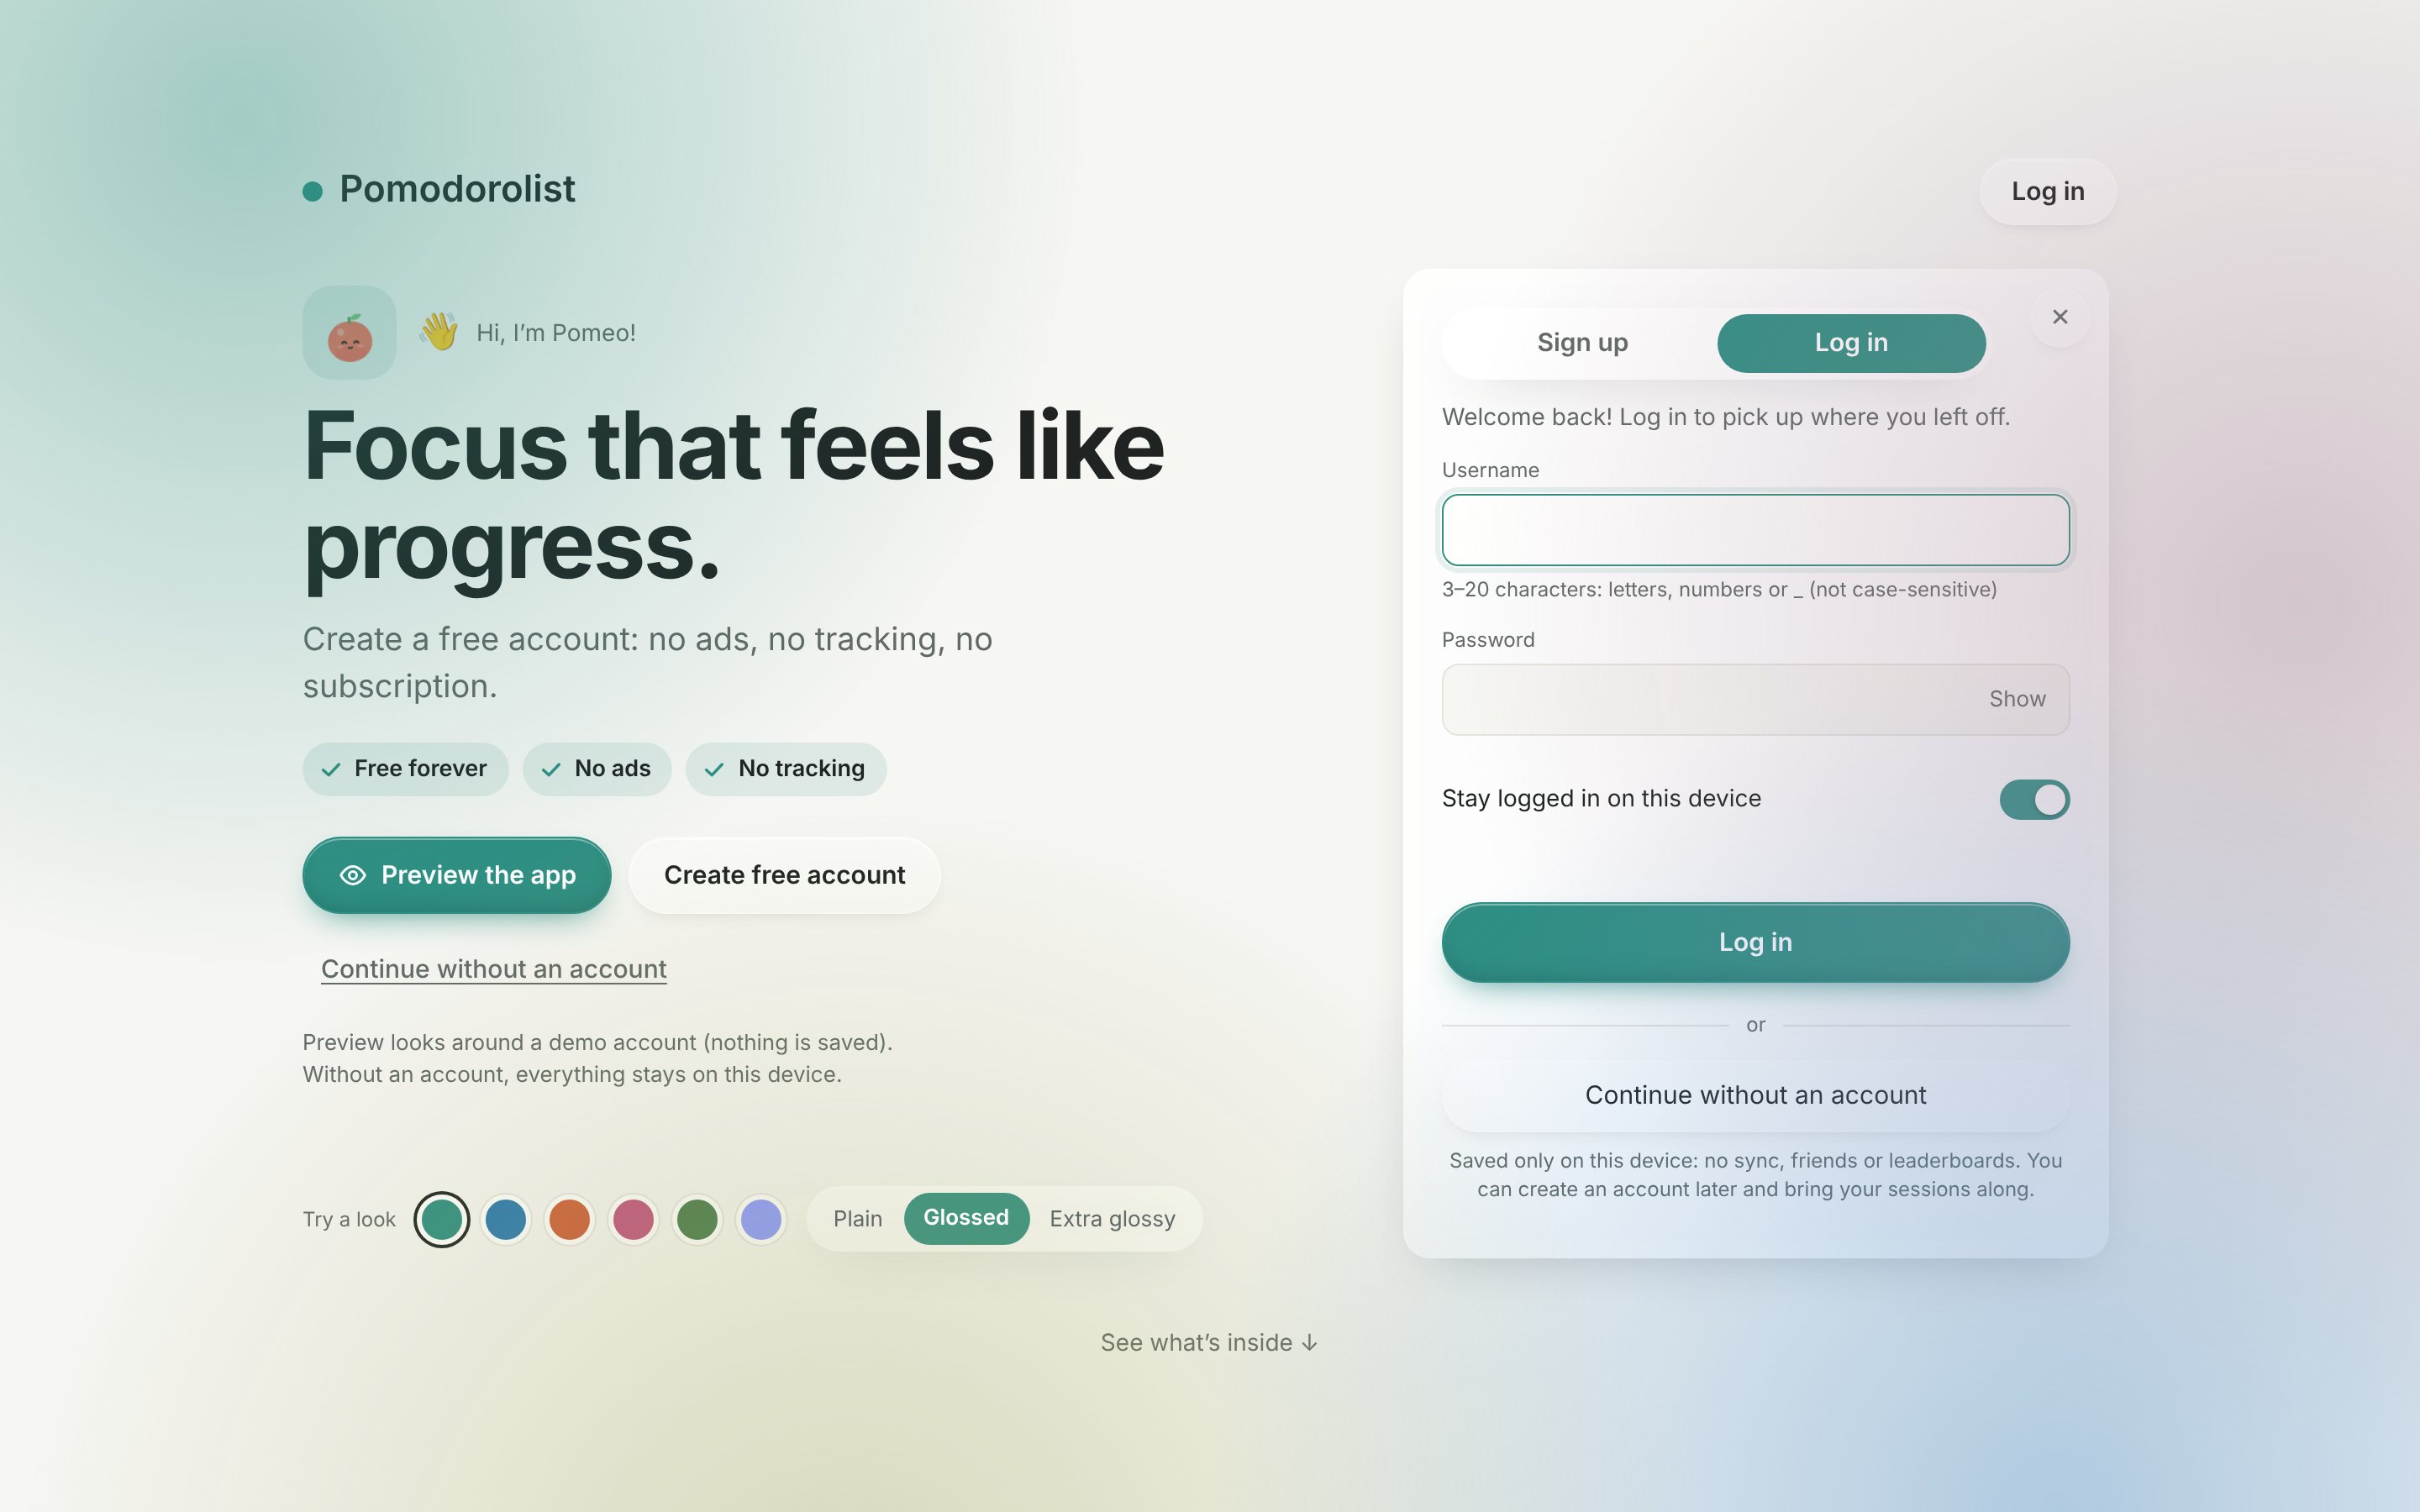 Pomodorolist
Log in
Hi, I’m Pomeo!
Focus that feels like
progress.
Create a free account: no ads, no tracking, no
subscription.
Free forever
No ads
No tracking
Preview the app
Create free account
Continue without an account
Preview looks around a demo account (nothing is saved).
Without an account, everything stays on this device.
Try a look
Plain
Glossed
Extra glossy
Sign up
Log in
Welcome back! Log in to pick up where you left off.
Username
3–20 characters: letters, numbers or _ (not case-sensitive)
Password
Show
Stay logged in on this device
Log in
or
Continue without an account
Saved only on this device: no sync, friends or leaderboards. You
can create an account later and bring your sessions along.
See what’s inside ↓